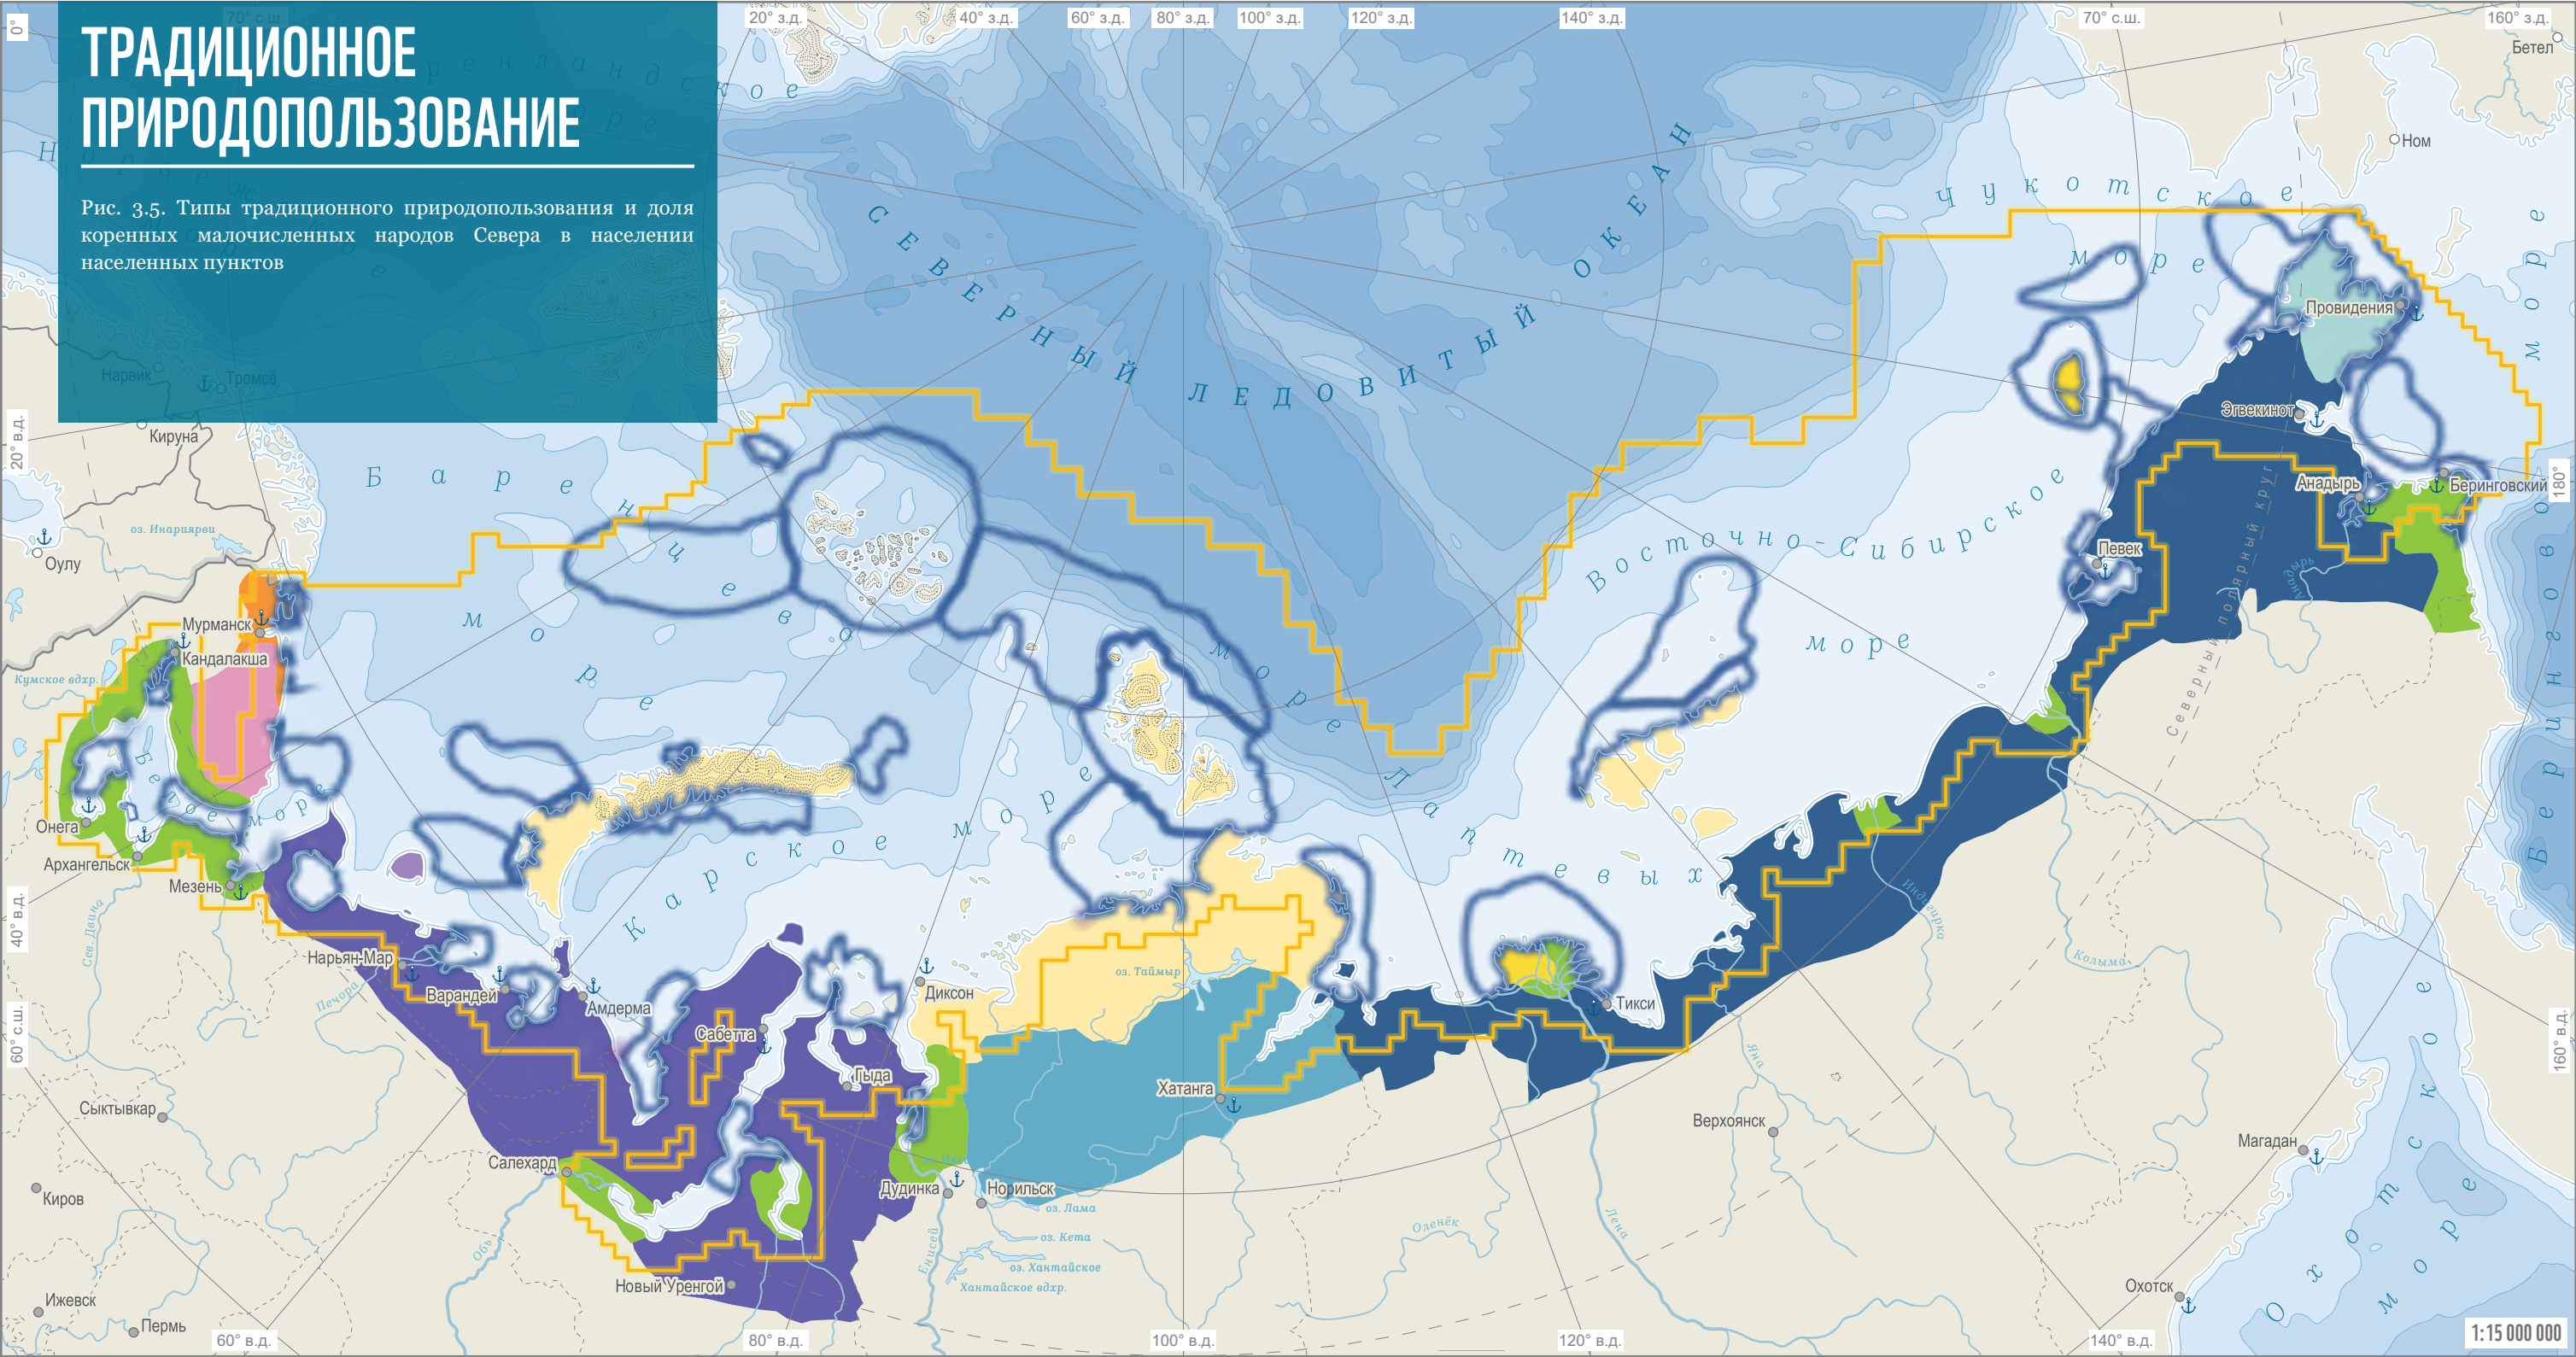 ТРАДИЦИОННОЕ
ПРИРОДОПОЛЬЗОВАНИЕ
Рис. 3.5. Типы традиционного природопользования и доля
коренных малочисленных народов Севера в населении
населенных пунктов
0°
70° с.ш.
20° з.д.
40° з.д.
60° з.д.
80° з.д.
100° з.д.
120° з.д.
140° з.д.
70° с.ш.
160° з.д.
Бетел
Ном
Чукотское
море
СЕВЕРНЫЙ ЛЕДОВИТЫЙ ОКЕАН
Провидения
Эгвекинот
Анадырь
Беринговский
180°
Анадырь
Северный полярный круг
Певек
Берингово
море
Восточно-Сибирское
море
Нарвик
Тромсё
Кируна
20° в.д.
Баренцево
море
оз. Инариярви
Оулу
Мурманск
Кандалакша
Кумское вдхр.
Белое море
Онега
Архангельск
Мезень
40° в.д.
Сев. Двина
Карское море
море Лаптевых
Нарьян-Мар
Печора
Варандей
Амдерма
Сабетта
Гыда
Диксон
оз. Таймыр
Хатанга
Тикси
Индигирка
Колыма
Яна
60° с.ш.
160° в.д.
Сыктывкар
Салехард
Дудинка
Норильск
оз. Лама
оз. Кета
оз. Хантайское
Хантайское вдхр.
Енисей
Обь
Новый Уренгой
Киров
Ижевск
Пермь
Оленёк
Лена
Верхоянск
Магадан
Охотск
Охотское
море
60° в.д.
80° в.д.
100° в.д.
120° в.д.
140° в.д.
1:15 000 000